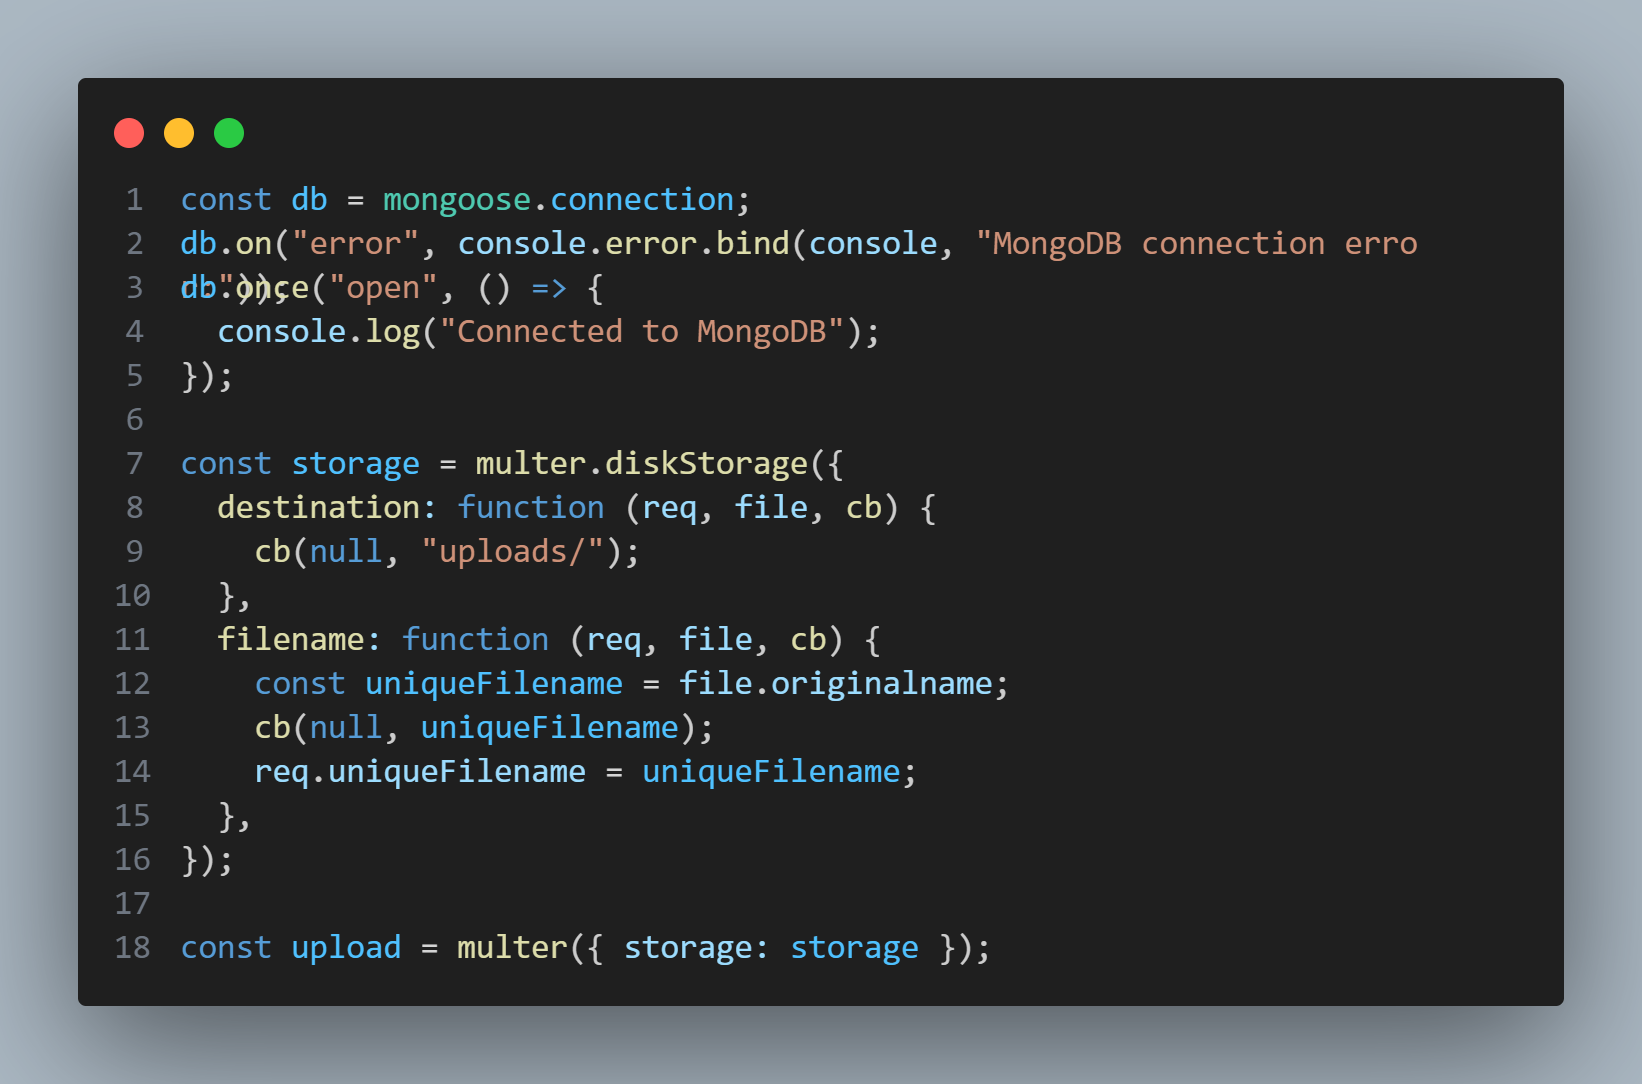 1 const db = mongoose.connection;
2 db.on("error", console.error.bind(console, "MongoDB connection erro
r:"));
3 db.once("open", () => {
4   console.log("Connected to MongoDB");
5 });
6
7 const storage = multer.diskStorage({
8   destination: function (req, file, cb) {
9     cb(null, "uploads/");
10   },
11   filename: function (req, file, cb) {
12     const uniqueFilename = file.originalname;
13     cb(null, uniqueFilename);
14     req.uniqueFilename = uniqueFilename;
15   },
16 });
17
18 const upload = multer({ storage: storage });